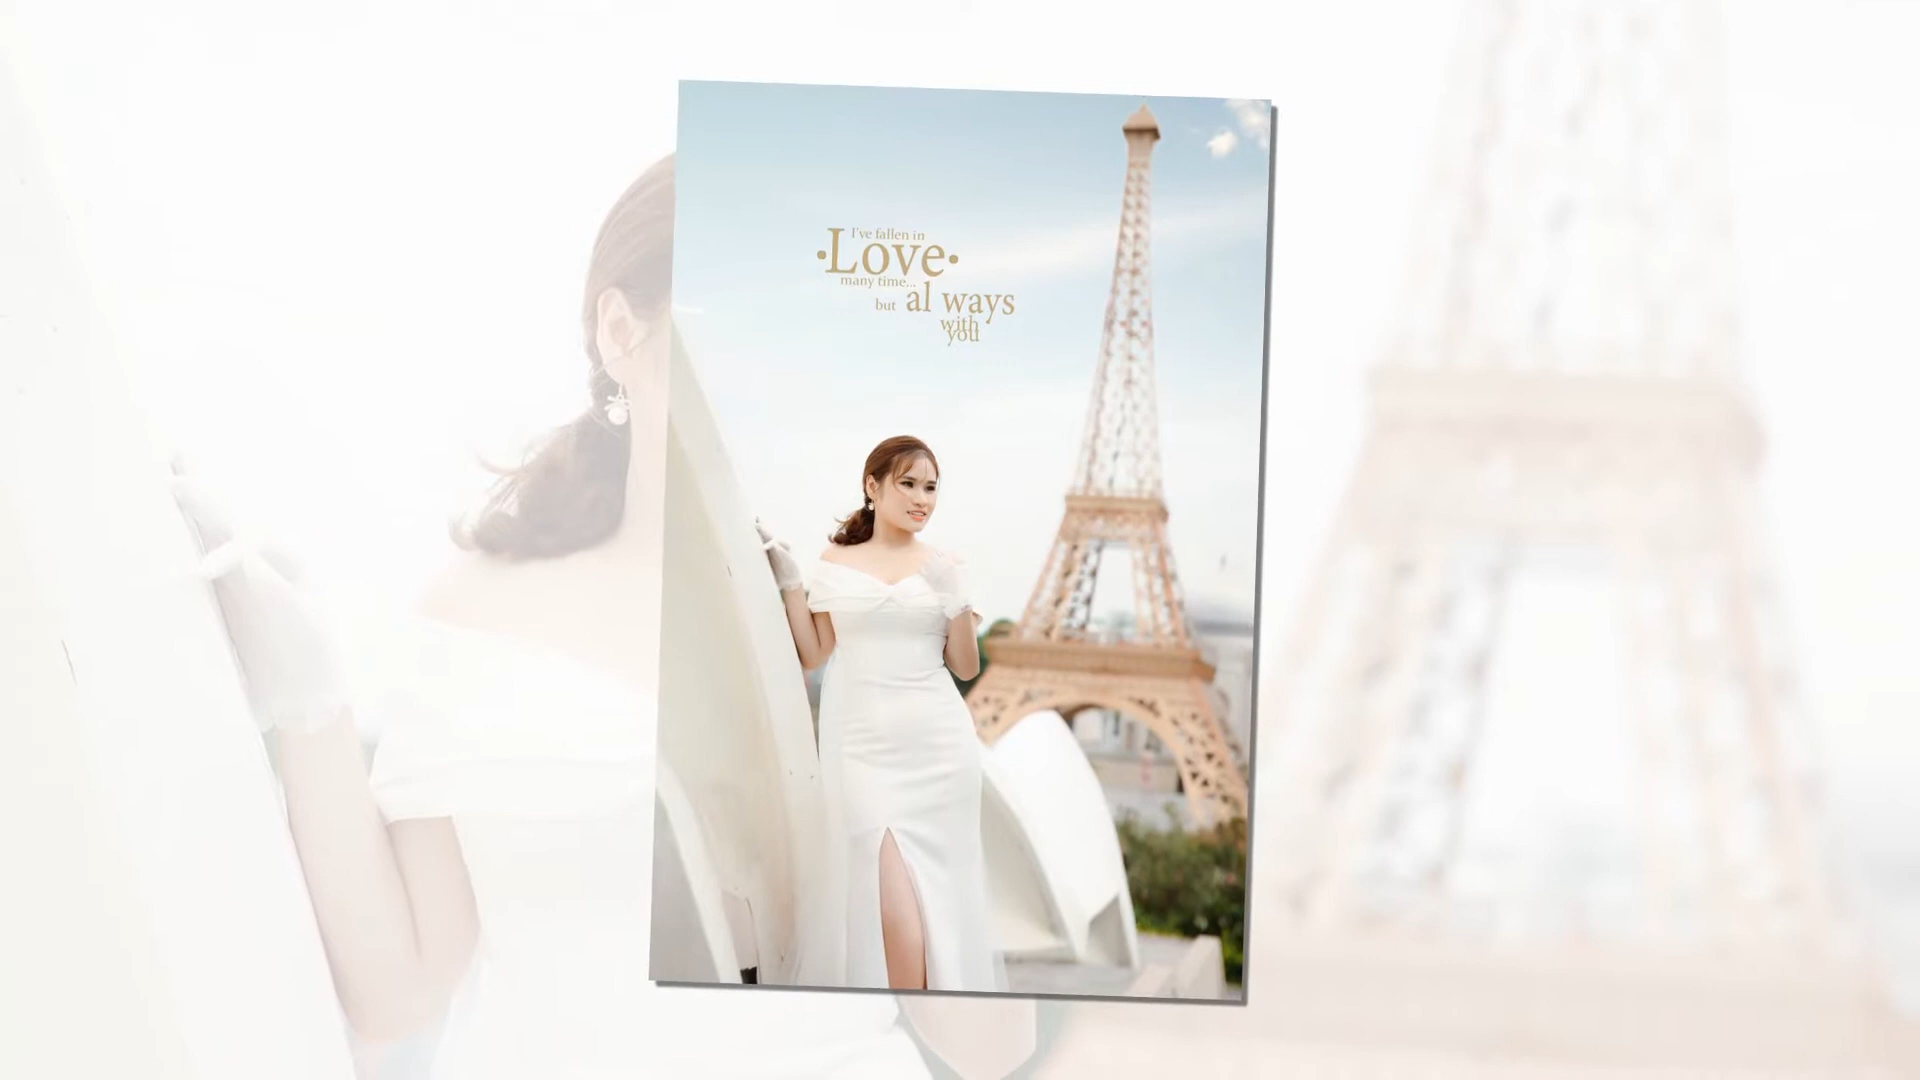 I've fallen in
•Love•
many time...
but al ways
with
you